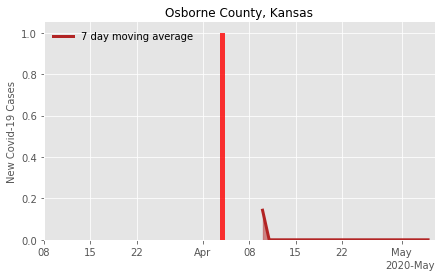 Osborne County, Kansas
7 day moving average
New Covid-19 Cases
1.0
0.8
0.6
0.4
0.2
0.0
08 15 22 Apr 08 15 22 May
2020-May